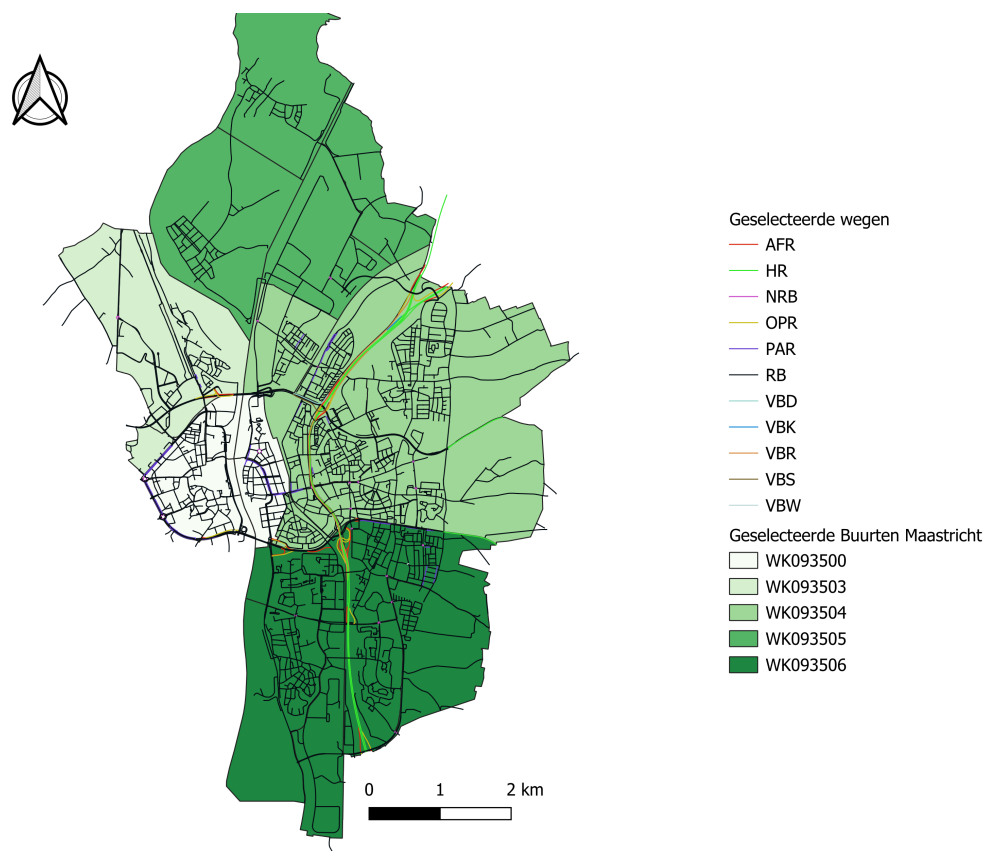 Geselecteerde wegen
AFR
HR
NRB
OPR
PAR
RB
VBD
VBK
VBR
VBS
VBW
Geselecteerde Buurten Maastricht
WK093500
WK093503
WK093504
WK093505
WK093506
0 1 2 km